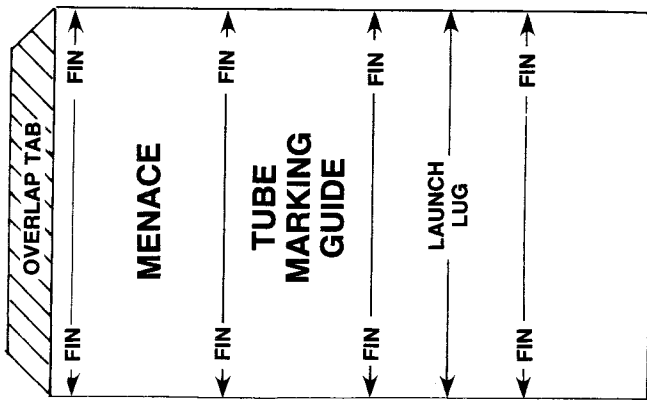 OVERLAP TAB
FIN
FIN
MENACE
FIN
FIN
TUBE
MARKING
GUIDE
FIN
FIN
LAUNCH
LUG
FIN
FIN